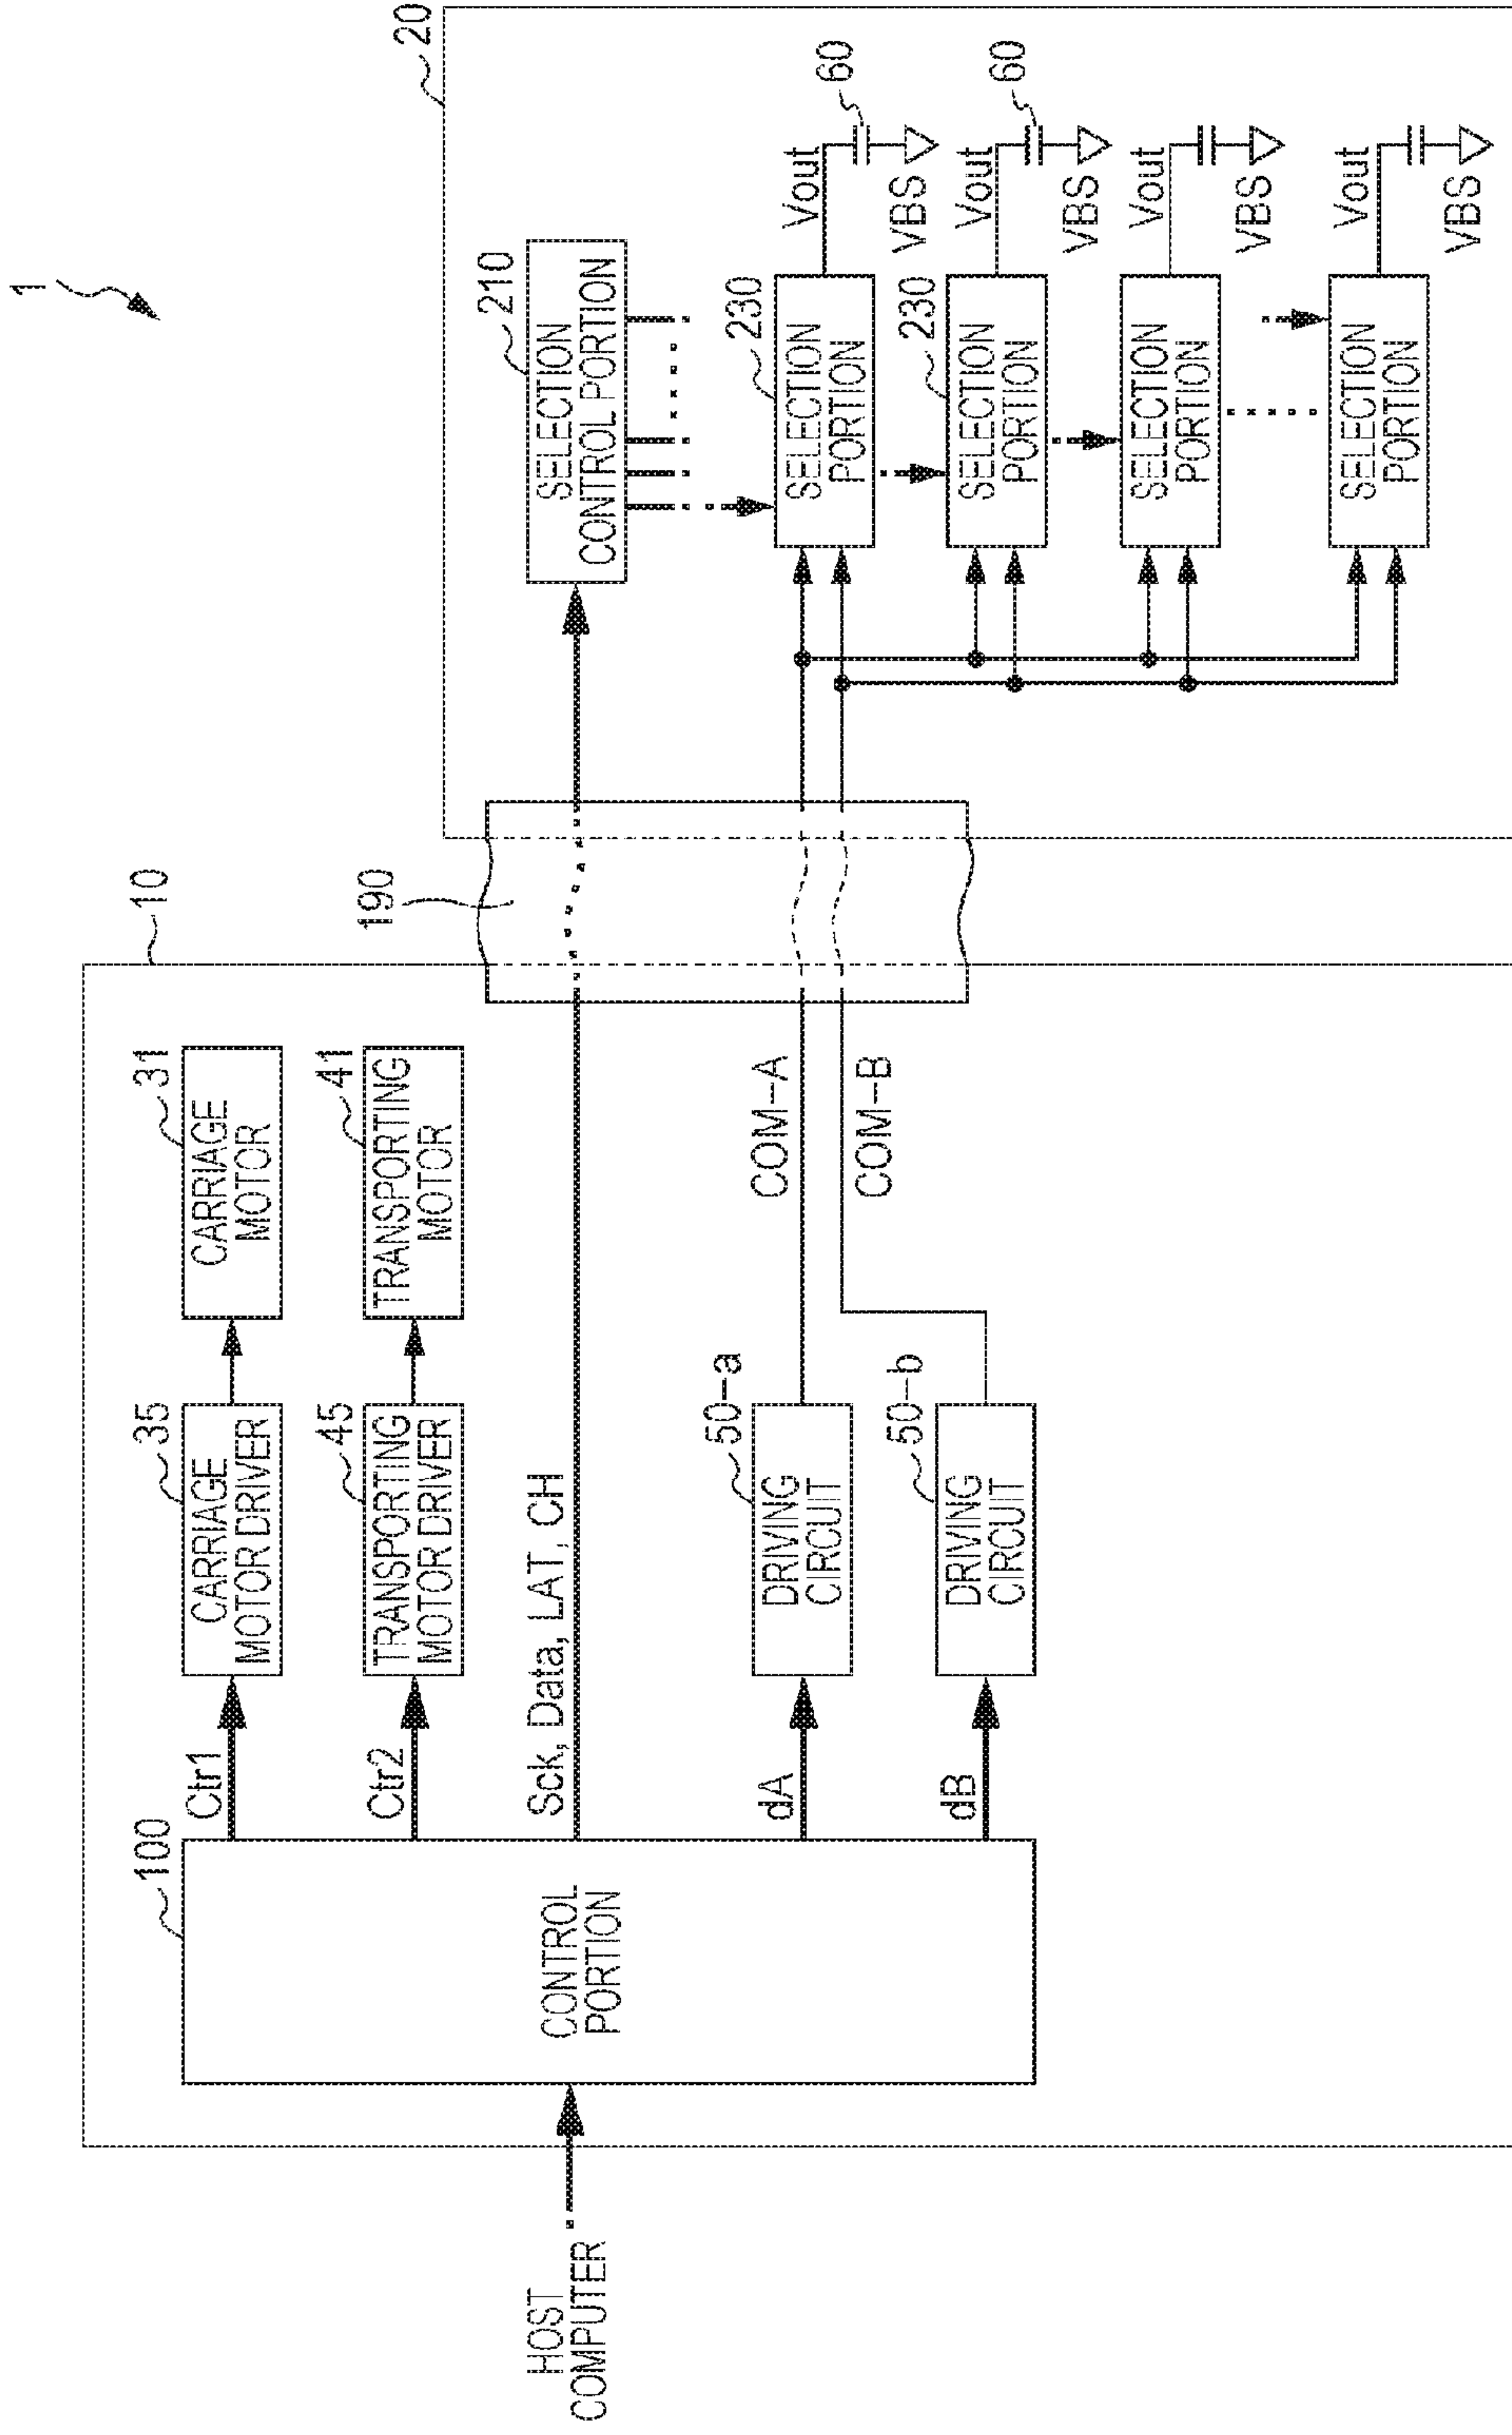 1
10
20
100
Ctr1
35
CARRIAGE
MOTOR DRIVER
31
CARRIAGE
MOTOR
Ctr2
45
TRANSPORTING
MOTOR DRIVER
41
TRANSPORTING
MOTOR
190
210
SELECTION
CONTROL PORTION
HOST
COMPUTER
CONTROL
PORTION
Sck, Data, LAT, CH
dA
50-a
DRIVING
CIRCUIT
COM-A
dB
50-b
DRIVING
CIRCUIT
COM-B
230
SELECTION
PORTION
Vout
60
VBS
230
SELECTION
PORTION
Vout
60
VBS
SELECTION
PORTION
Vout
VBS
SELECTION
PORTION
Vout
VBS